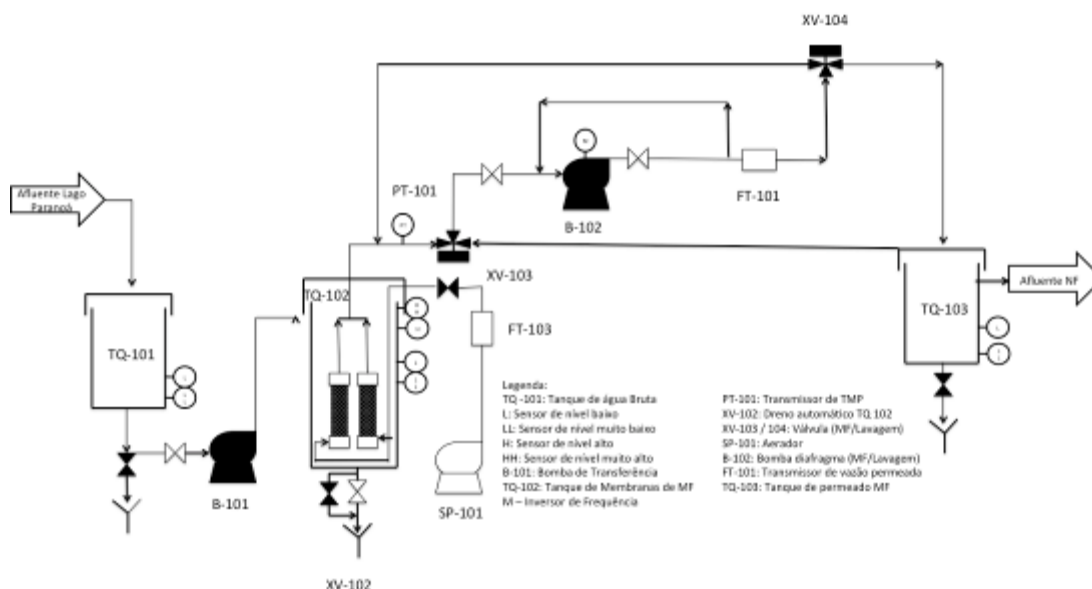 XV-104
Afluente Lago
Paranoá
PT-101
FT-101
B-102
XV-103
Afluente NF
TQ-102
TQ-103
TQ-101
FT-103
Legenda:
TQ -101: Tanque de água Bruta
L: Sensor de nível baixo
LL: Sensor de nível muito baixo
H: Sensor de nível alto
HH: Sensor de nível muito alto
B-101: Bomba de Transferência
TQ-102: Tanque de Membranas de MF
M – Inversor de Frequência
PT-101: Transmissor de TMP
XV-102: Dreno automático TQ 102
XV-103 / 104: Válvula (MF/Lavagem)
SP-101: Aerador
B-102: Bomba diafragma (MF/Lavagem)
FT-101: Transmissor de vazão permeada
TQ-103: Tanque de permeado MF
B-101
SP-101
XV-102